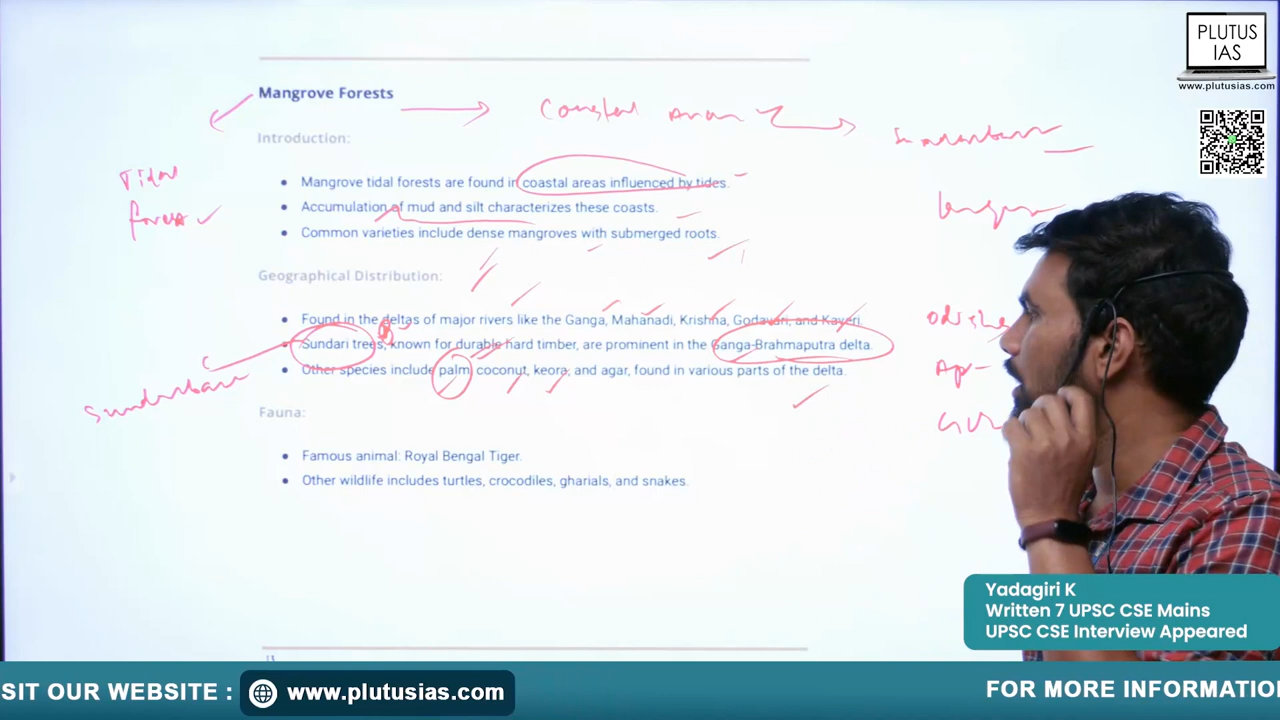 PLUTUS
IAS
www.plutusias.com
Mangrove Forests
Coastal Area
Sundarban
Introduction:
Tidal
forest
• Mangrove tidal forests are found in coastal areas influenced by tides.
• Accumulation of mud and silt characterizes these coasts.
• Common varieties include dense mangroves with submerged roots.
Geographical Distribution:
• Found in the deltas of major rivers like the Ganga, Mahanadi, Krishna, Godavari, and Kaveri.
• Sundari trees, known for durable hard timber, are prominent in the Ganga-Brahmaputra delta.
• Other species include palm, coconut, keora, and agar, found in various parts of the delta.
Sundarban
Fauna:
• Famous animal: Royal Bengal Tiger.
• Other wildlife includes turtles, crocodiles, gharials, and snakes.
Yadagiri K
Written 7 UPSC CSE Mains
UPSC CSE Interview Appeared
13
SIT OUR WEBSITE : www.plutusias.com FOR MORE INFORMATION